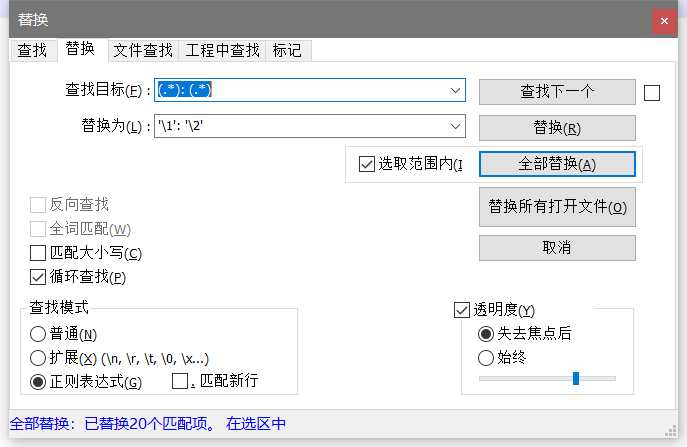 替换
查找 替换 文件查找 工程中查找 标记
查找目标(F) : (.*): (.*) 查找下一个
替换为(L) : '\1': '\2' 替换(R)
选取范围内(I 全部替换(A)
替换所有打开文件(O)
取消
反向查找
全词匹配(W)
匹配大小写(C)
循环查找(P)
查找模式
普通(N)
扩展(X) (\n, \r, \t, \0, \x...)
正则表达式(G) . 匹配新行
透明度(Y)
失去焦点后
始终
全部替换：已替换20个匹配项。 在选区中